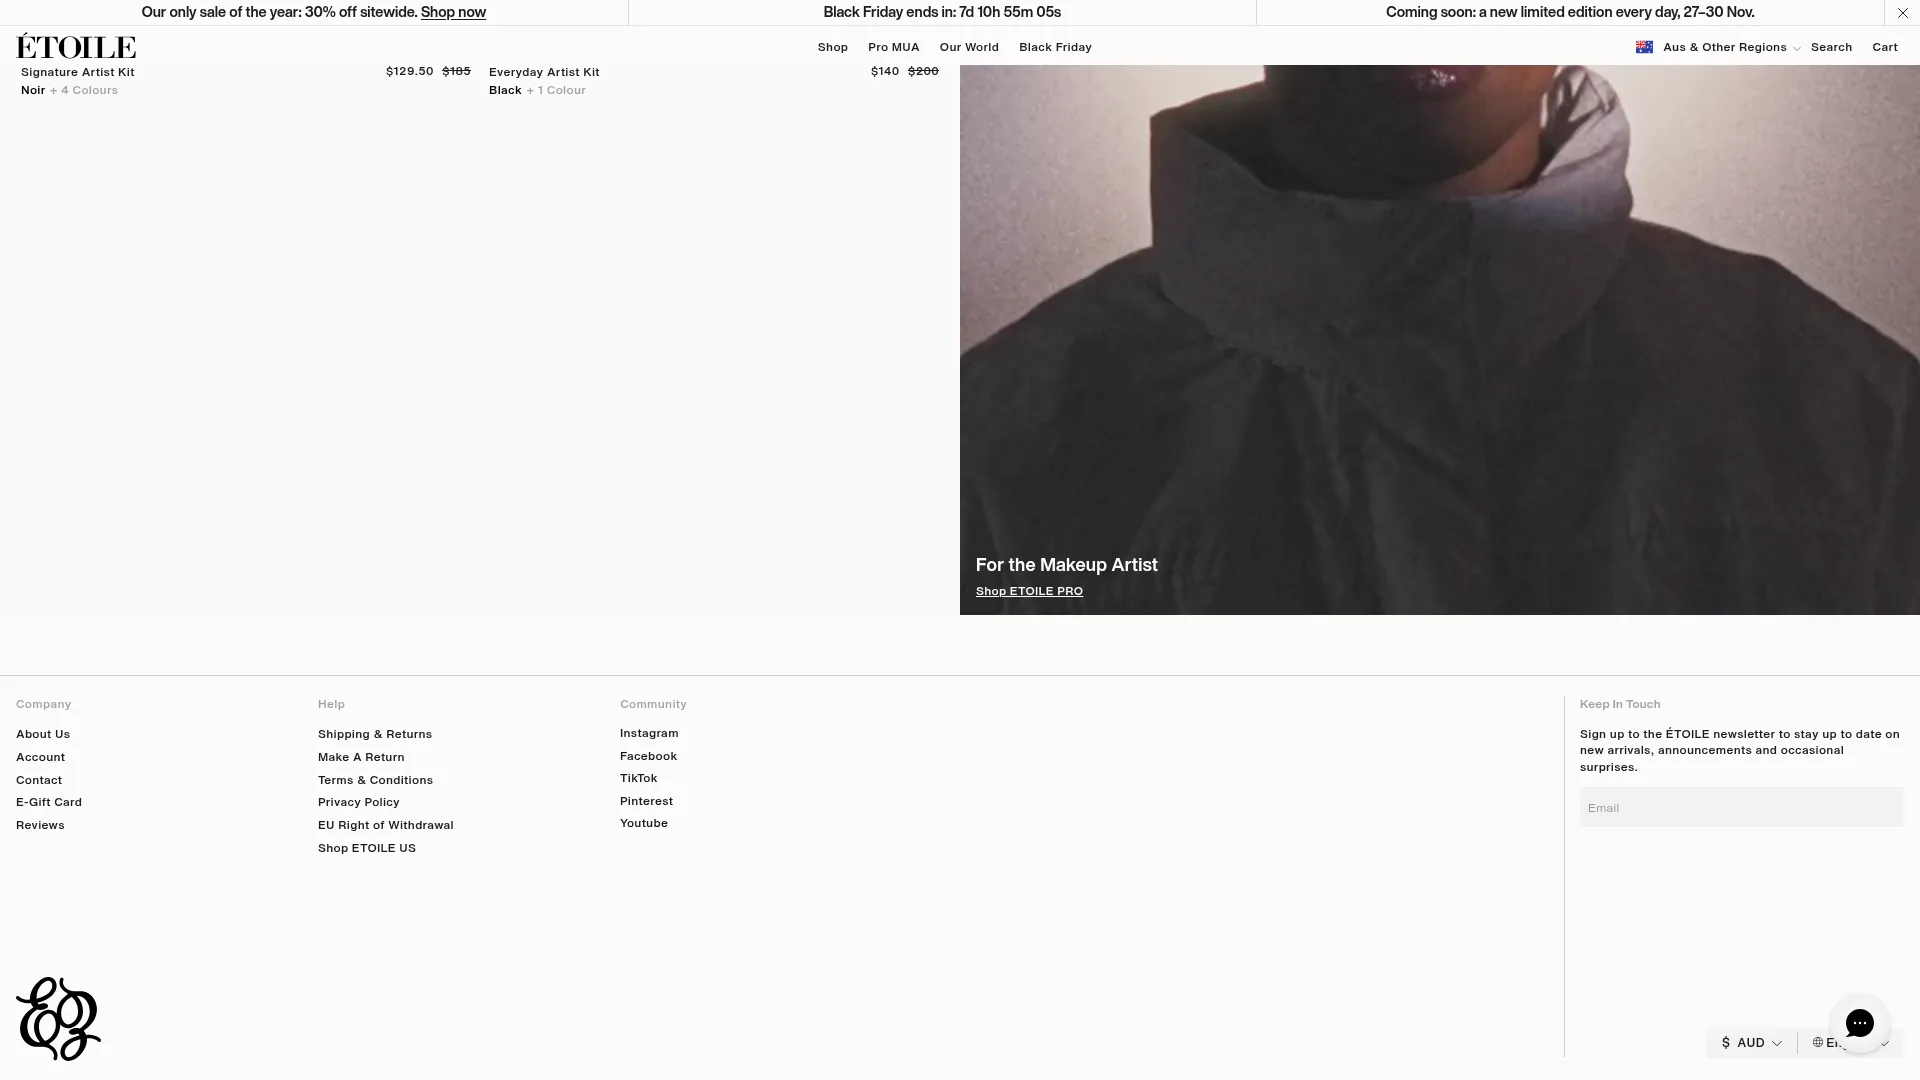 Our only sale of the year: 30% off sitewide. Shop now
Black Friday ends in: 7d 10h 55m 05s
Coming soon: a new limited edition every day, 27–30 Nov.
ÉTOILE
Shop
Pro MUA
Our World
Black Friday
Aus & Other Regions
Search
Cart
Signature Artist Kit
$129.50 $185
Noir + 4 Colours
Everyday Artist Kit
$140 $200
Black + 1 Colour
For the Makeup Artist
Shop ETOILE PRO
Company
About Us
Account
Contact
E-Gift Card
Reviews
Help
Shipping & Returns
Make A Return
Terms & Conditions
Privacy Policy
EU Right of Withdrawal
Shop ETOILE US
Community
Instagram
Facebook
TikTok
Pinterest
Youtube
Keep In Touch
Sign up to the ÉTOILE newsletter to stay up to date on
new arrivals, announcements and occasional
surprises.
Email
$ AUD